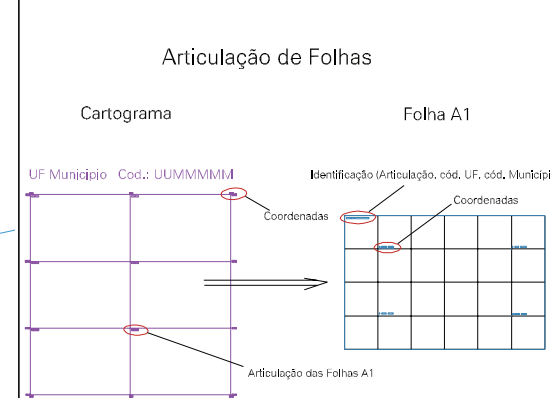 Articulação de Folhas
Cartograma
Folha A1
UF Município Cod.: UUMMMMM
Identificação (Articulação, cód. UF, cód. Municípi
Coordenadas
Coordenadas
Articulação das Folhas A1